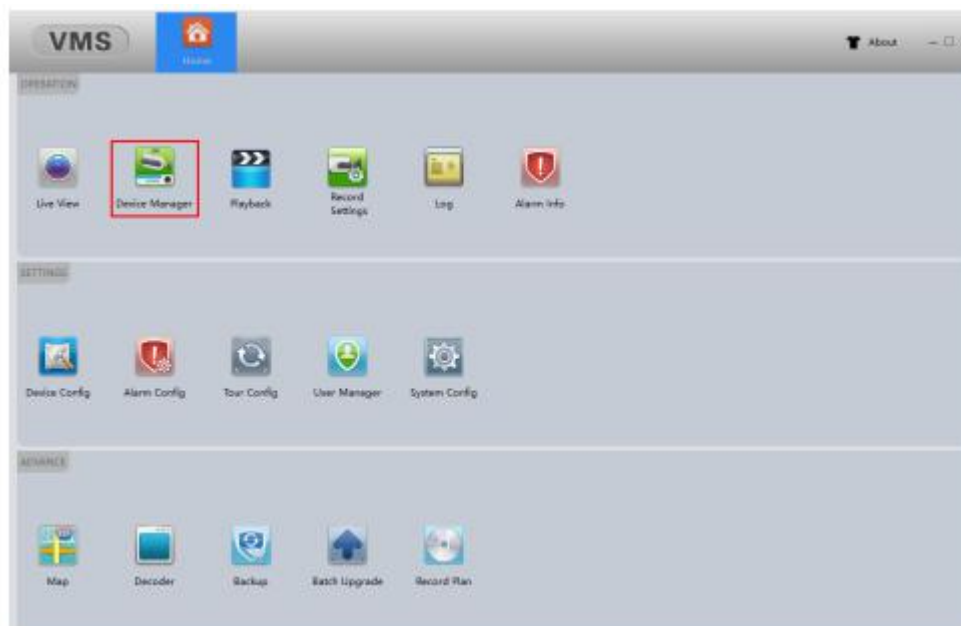 VMS
Home
About
OPERATION
Live View
Device Manager
Playback
Record
Settings
Log
Alarm Info
SETTINGS
Device Config
Alarm Config
Tour Config
User Manager
System Config
ADVANCE
Map
Decoder
Backup
Batch Upgrade
Record Plan